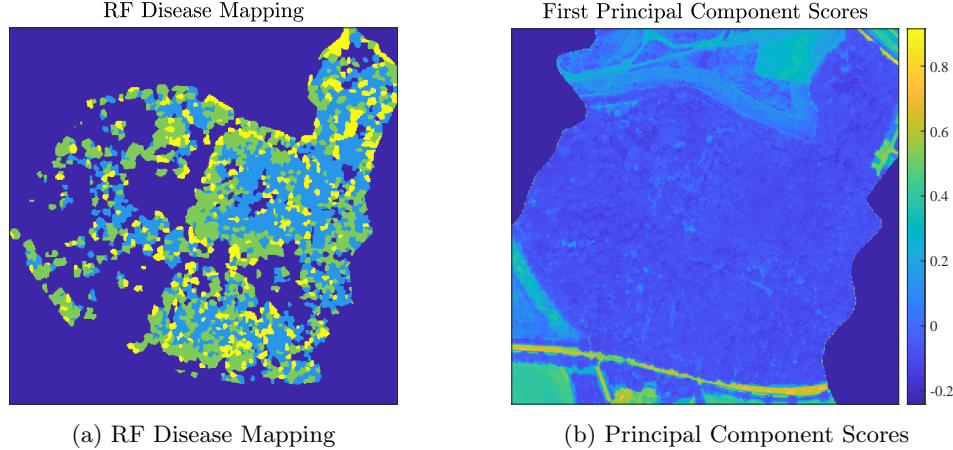 RF Disease Mapping
First Principal Component Scores
0.8
0.6
0.4
0.2
0
-0.2
(a) RF Disease Mapping
(b) Principal Component Scores